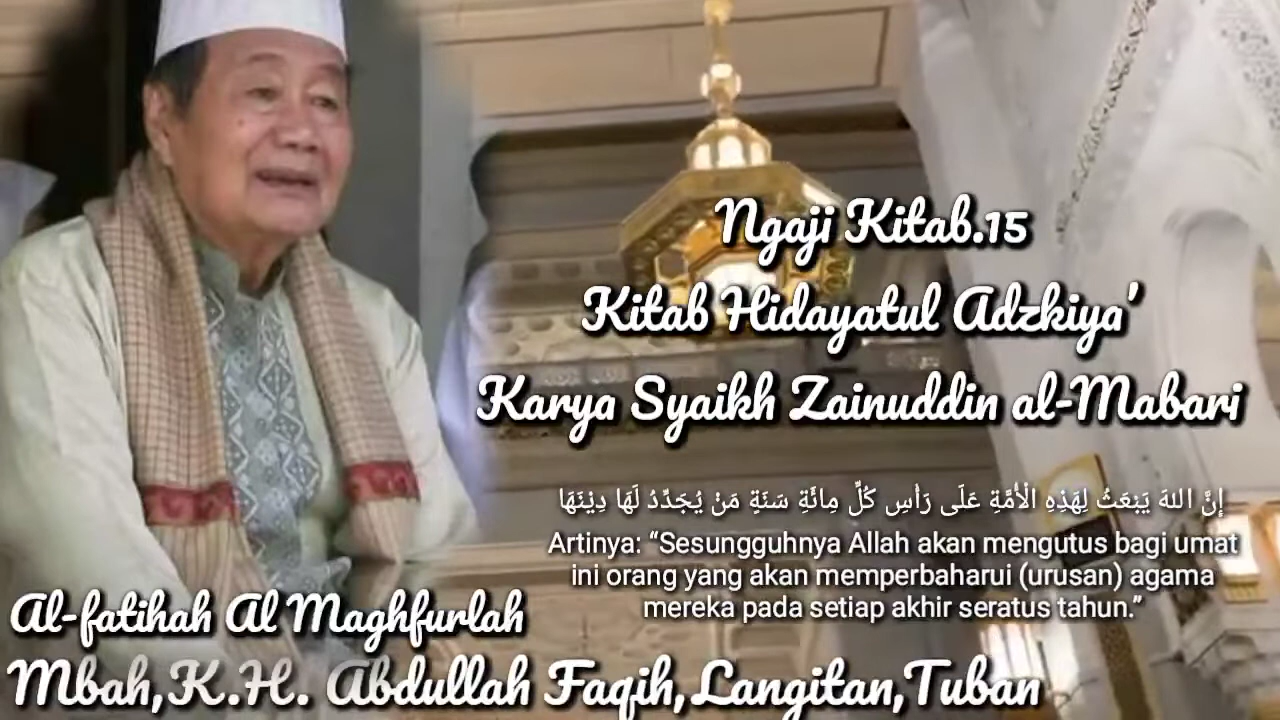 Ngaji Kitab.15
Kitab Hidayatul Adzkiya'
Karya Syaikh Zainuddin al-Mabari
إِنَّ اللهَ يَبْعَثُ لِهَذِهِ الْأُمَّةِ عَلَى رَأْسِ كُلِّ مِائَةِ سَنَةٍ مَنْ يُجَدِّدُ لَهَا دِيْنَهَا
Artinya: “Sesungguhnya Allah akan mengutus bagi umat
ini orang yang akan memperbaharui (urusan) agama
mereka pada setiap akhir seratus tahun.”
Al-fatihah Al Maghfurlah
Mbah,K.H. Abdullah Faqih,Langitan,Tuban